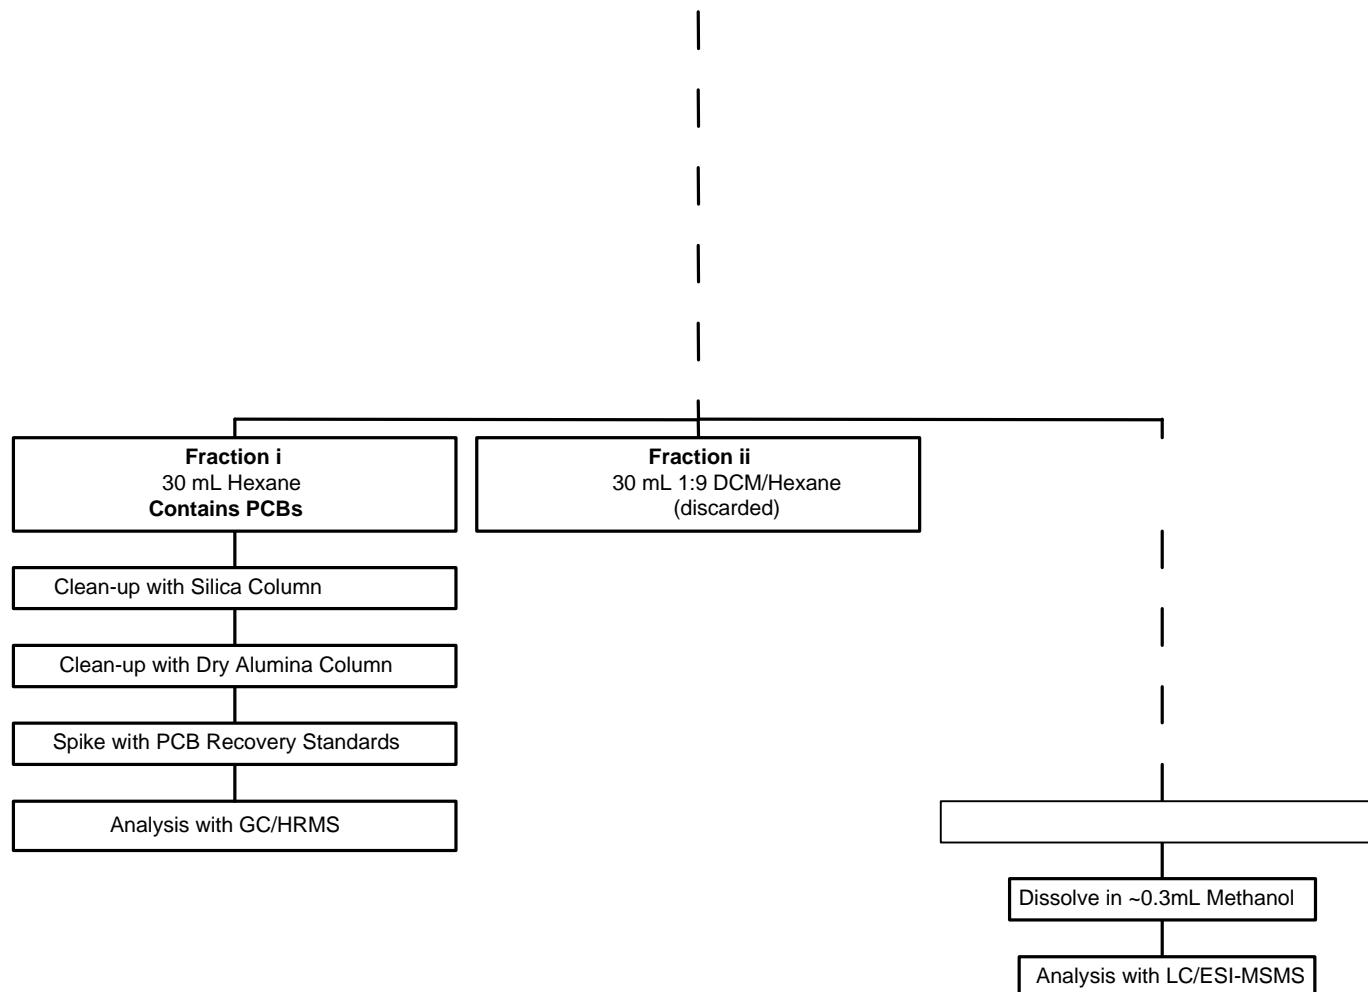 Fraction i
30 mL Hexane
Contains PCBs
Fraction ii
30 mL 1:9 DCM/Hexane
(discarded)
Clean-up with Silica Column
Clean-up with Dry Alumina Column
Spike with PCB Recovery Standards
Analysis with GC/HRMS
Dissolve in ~0.3mL Methanol
Analysis with LC/ESI-MSMS